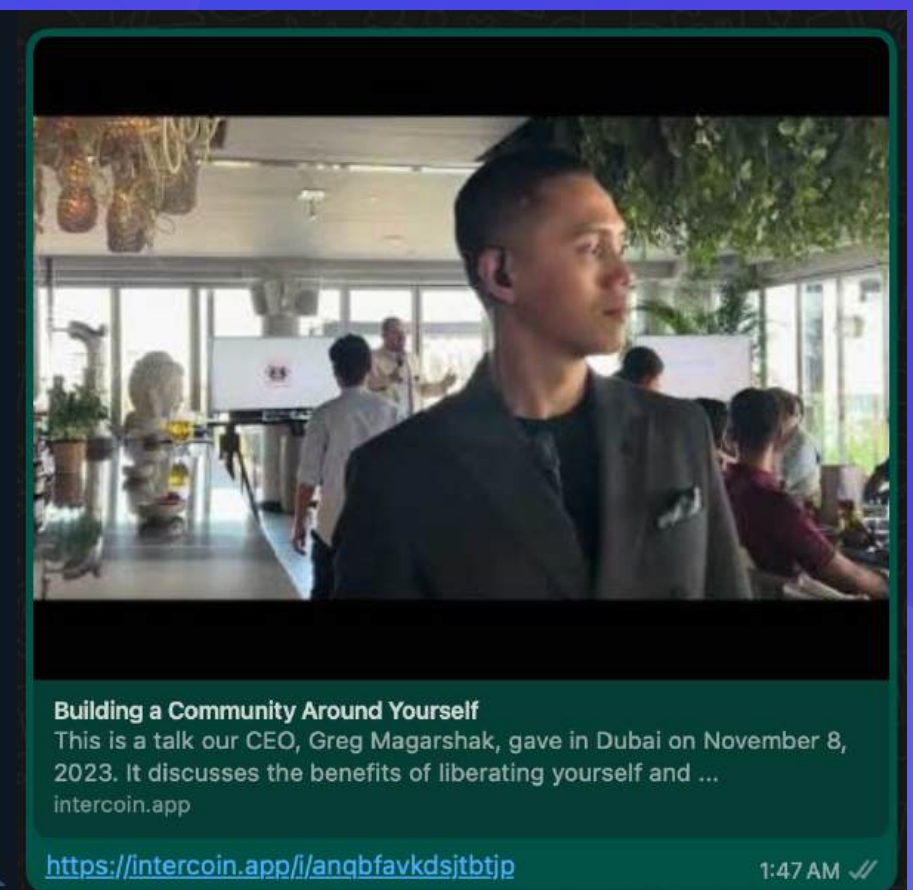 Building a Community Around Yourself
This is a talk our CEO, Greg Magarshak, gave in Dubai on November 8,
2023. It discusses the benefits of liberating yourself and ...
intercoin.app
https://intercoin.app/i/anqbfavkdsjtbtjp
1:47 AM